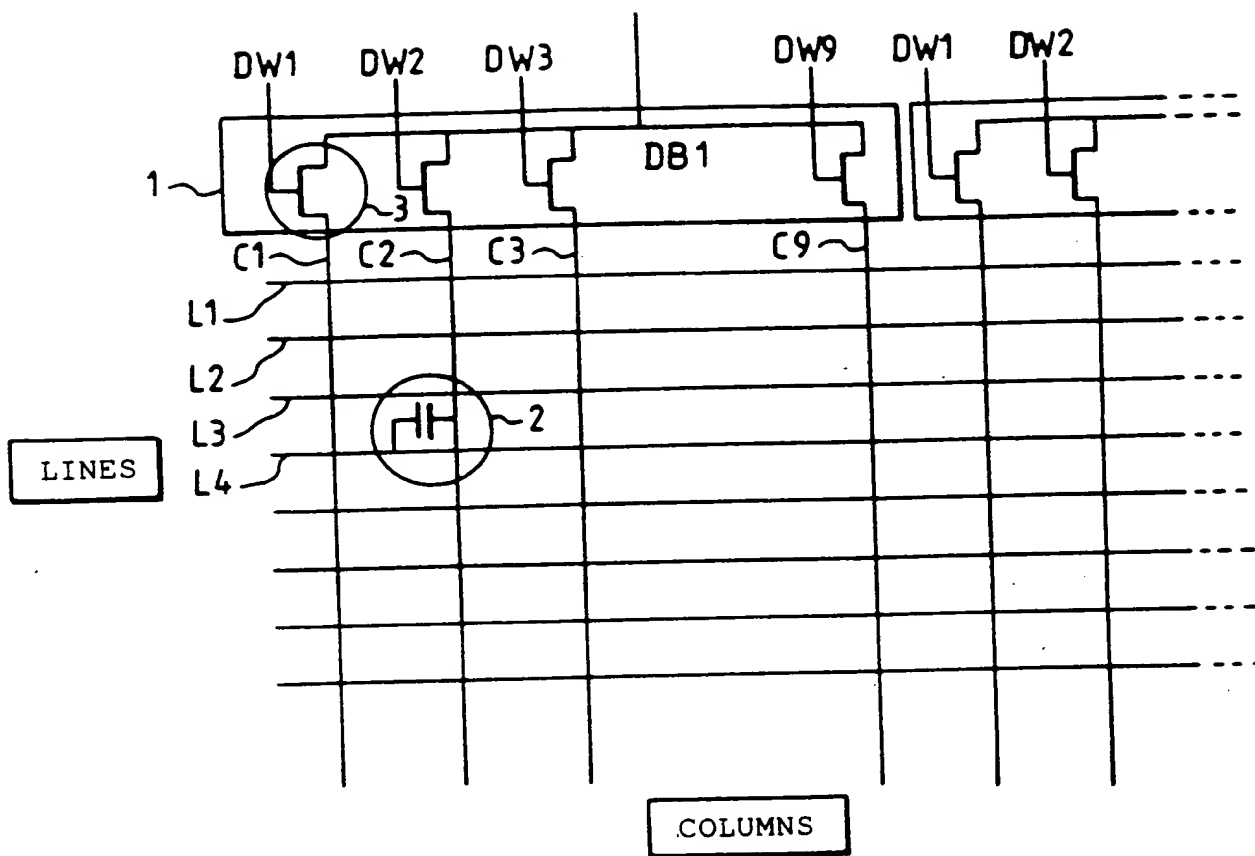 DW1 DW2 DW3 DW9 DW1 DW2
DB1
1
3
C1 C2 C3 C9
L1
L2
L3
2
LINES
L4
COLUMNS